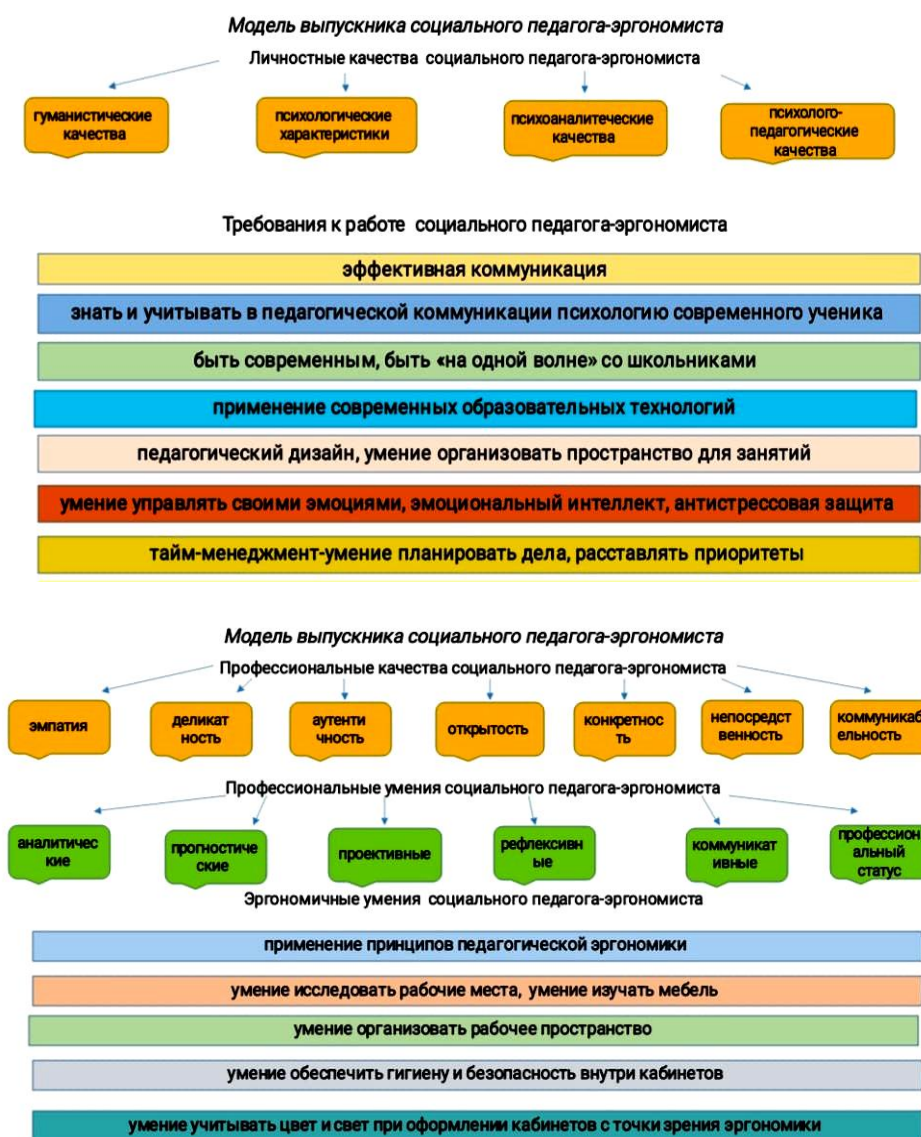 Модель выпускника социального педагога-эргономиста
Личностные качества социального педагога-эргономиста
гуманистические
качества
психологические
характеристики
психоаналитеческие
качества
психолого-
педагогические
качества
Требования к работе социального педагога-эргономиста
эффективная коммуникация
знать и учитывать в педагогической коммуникации психологию современного ученика
быть современным, быть «на одной волне» со школьниками
применение современных образовательных технологий
педагогический дизайн, умение организовать пространство для занятий
умение управлять своими эмоциями, эмоциональный интеллект, антистрессовая защита
тайм-менеджмент-умение планировать дела, расставлять приоритеты
Модель выпускника социального педагога-эргономиста
Профессиональные качества социального педагога-эргономиста
эмпатия
деликат
ность
аутенти
чность
открытость
конкретнос
ть
непосредст
венность
коммуникаб
ельность
Профессиональные умения социального педагога-эргономиста
аналитичес
кие
прогностиче
ские
проективные
рефлексивн
ые
коммуникат
ивные
профессион
альный
статус
Эргономичные умения социального педагога-эргономиста
применение принципов педагогической эргономики
умение исследовать рабочие места, умение изучать мебель
умение организовать рабочее пространство
умение обеспечить гигиену и безопасность внутри кабинетов
умение учитывать цвет и свет при оформлении кабинетов с точки зрения эргономики